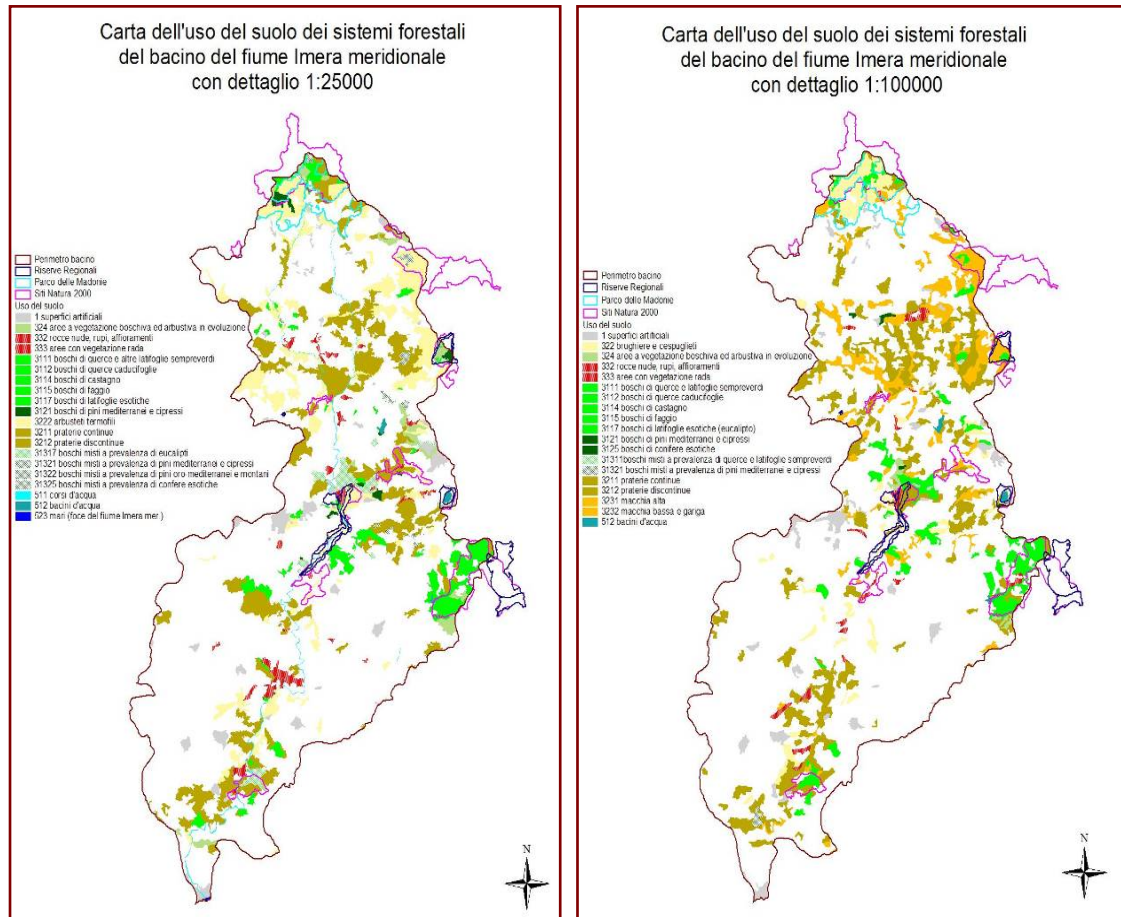 Carta dell'uso del suolo dei sistemi forestali
del bacino del fiume Imera meridionale
con dettaglio 1:25000
Perimetro bacino
Riserve Regionali
Parco delle Madonie
Siti Natura 2000
Uso del suolo
1 superfici artificiali
324 aree a vegetazione boschiva ed arbustiva in evoluzione
332 rocce nude, rupi, affioramenti
333 aree con vegetazione rada
3111 boschi di querce e altre latifoglie sempreverdi
3112 boschi di querce caducifoglie
3114 boschi di castagno
3115 boschi di faggio
3117 boschi di latifoglie esotiche
3121 boschi di pini mediterranei e cipressi
3222 arbusteti termofili
3211 praterie continue
3212 praterie discontinue
31317 boschi misti a prevalenza di eucalipti
31321 boschi misti a prevalenza di pini mediterranei e cipressi
31322 boschi misti a prevalenza di pini oro mediterranei e montani
31325 boschi misti a prevalenza di confere esotiche
511 corsi d'acqua
512 bacini d'acqua
523 mari (foce del fiume Imera mer.)
N
Carta dell'uso del suolo dei sistemi forestali
del bacino del fiume Imera meridionale
con dettaglio 1:100000
Perimetro bacino
Riserve Regionali
Parco delle Madonie
Siti Natura 2000
Uso del suolo
1 superfici artificiali
322 brughiere e cespuglieti
324 aree a vegetazione boschiva ed arbustiva in evoluzione
332 rocce nude, rupi, affioramenti
333 aree con vegetazione rada
3111 boschi di querce e latifoglie sempreverdi
3112 boschi di querce caducifoglie
3114 boschi di castagno
3115 boschi di faggio
3117 boschi di latifoglie esotiche (eucalipto)
3121 boschi di pini mediterranei e cipressi
3125 boschi di conifere esotiche
31311boschi misti a prevalenza di querce e latifoglie sempreverdi
31321 boschi misti a prevalenza di pini mediterranei e cipressi
3211 praterie continue
3212 praterie discontinue
3231 macchia alta
3232 macchia bassa e gariga
512 bacini d'acqua
N